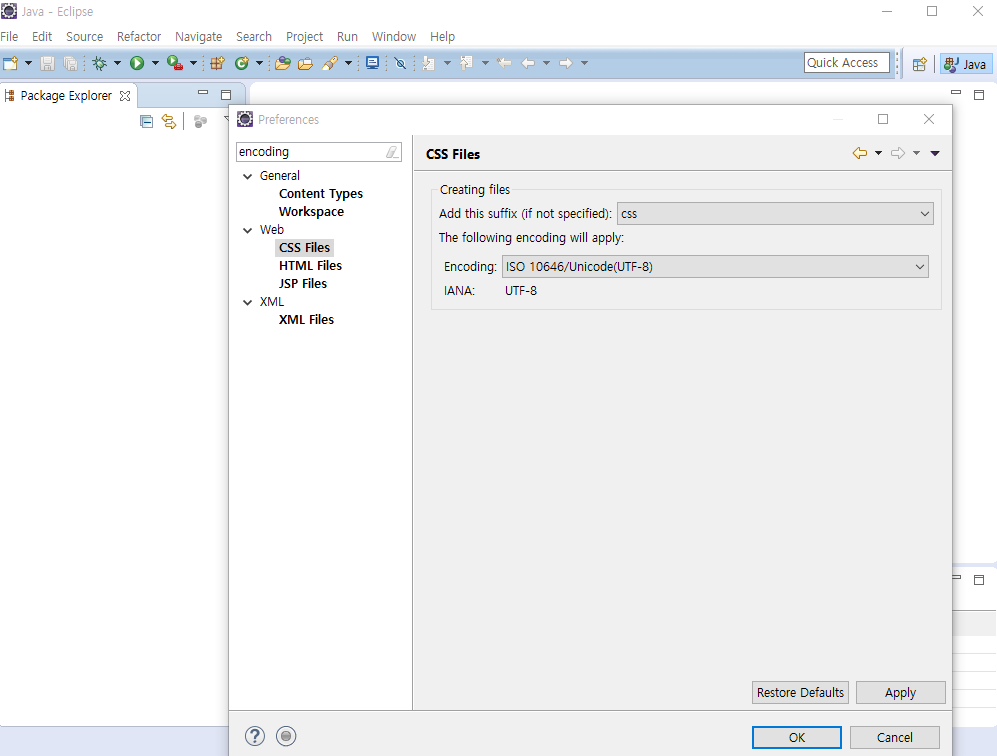 Java - Eclipse
File Edit Source Refactor Navigate Search Project Run Window Help
Quick Access
Java
Package Explorer
Preferences
encoding
General
Content Types
Workspace
Web
CSS Files
HTML Files
JSP Files
XML
XML Files
CSS Files
Creating files
Add this suffix (if not specified): css
The following encoding will apply:
Encoding: ISO 10646/Unicode(UTF-8)
IANA: UTF-8
Restore Defaults Apply
OK Cancel